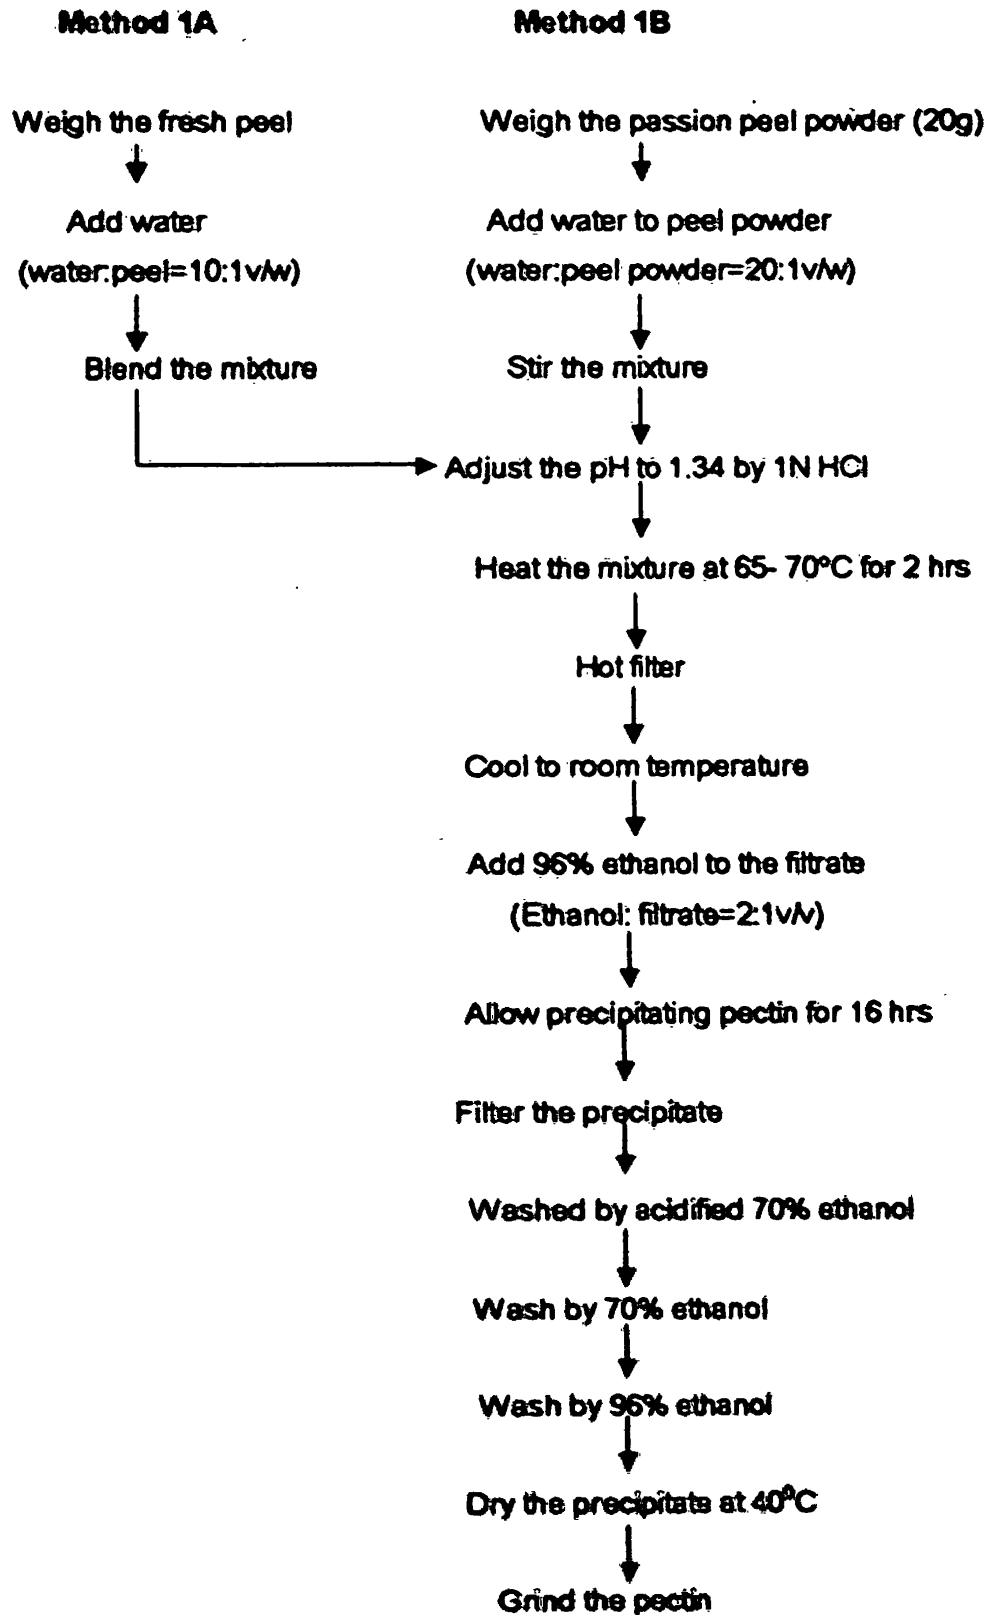 Method 1A
Method 1B
Weigh the fresh peel
Add water
(water:peel=10:1v/w)
Blend the mixture
Weigh the passion peel powder (20g)
Add water to peel powder
(water:peel powder=20:1v/w)
Stir the mixture
Adjust the pH to 1.34 by 1N HCl
Heat the mixture at 65- 70ºC for 2 hrs
Hot filter
Cool to room temperature
Add 96% ethanol to the filtrate
(Ethanol: filtrate=2:1v/v)
Allow precipitating pectin for 16 hrs
Filter the precipitate
Washed by acidified 70% ethanol
Wash by 70% ethanol
Wash by 96% ethanol
Dry the precipitate at 40⁰C
Grind the pectin